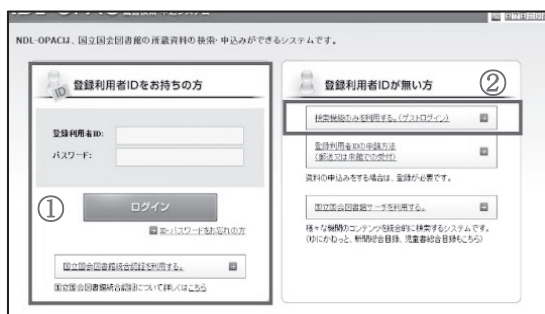 NDL-OPACは、国立国会図書館の所蔵資料の検索・申込みができるシステムです。
登録利用者IDをお持ちの方
ID
登録利用者ID:
パスワード:
①
ログイン
ID・パスワードをお忘れの方
国立国会図書館統合認証を利用する。
国立国会図書館統合認証について詳しくはこちら
登録利用者IDが無い方
②
検索機能のみを利用する。(ゲストログイン)
登録利用者IDの申請方法
(郵送又は来館での受付)
資料の申込みをする場合は、登録が必要です。
国立国会図書館サーチを利用する。
様々な機関のコンテンツを統合的に検索するシステムです。
(ゆにかねっと、新聞総合目録、児童書総合目録もこちら)